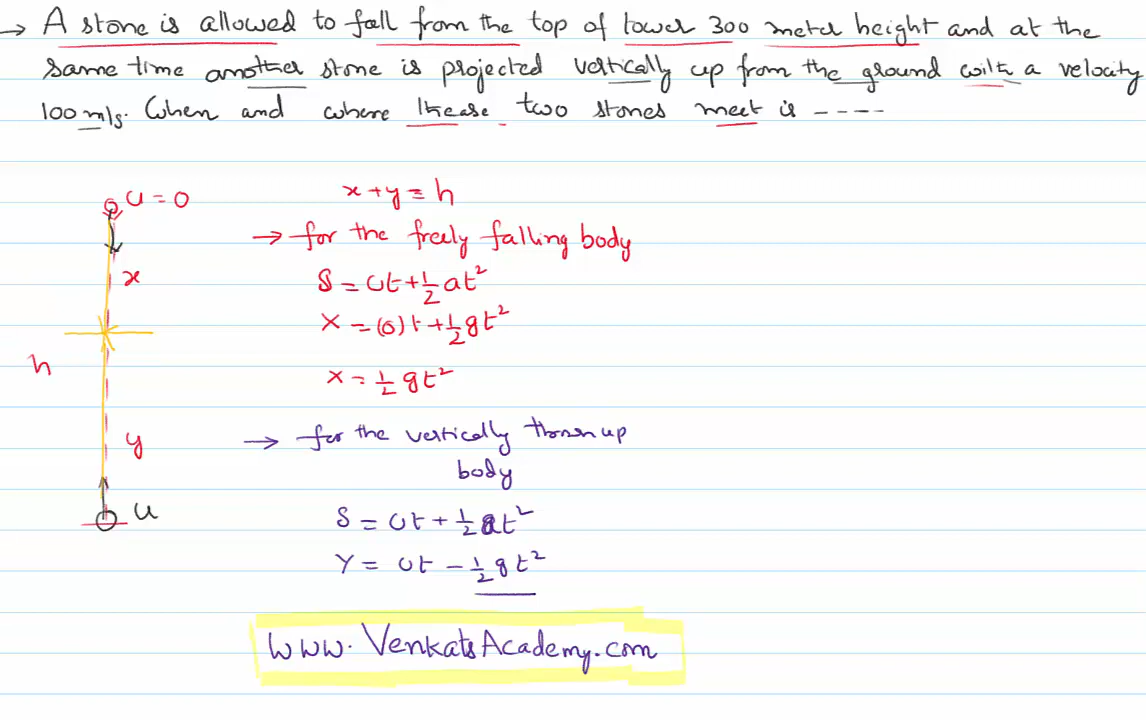 → A stone is allowed to fall from the top of lower 300 meter height and at the
same time another stone is projected vertically up from the ground with a velocity
100 m/s. When and where these two stones meet is ----
u = 0
x + y = h
→ for the freely falling body
x
S = ut + 1/2 at²
X = (0)t + 1/2 gt²
h
X = 1/2 gt²
y
→ for the vertically thrown up
body
u
S = ut + 1/2 at²
Y = ut - 1/2 gt²
www.VenkatsAcademy.com